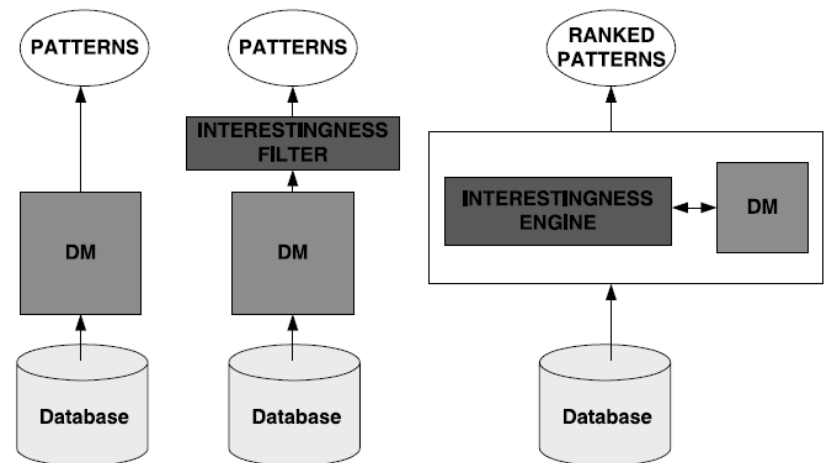 PATTERNS
DM
Database
PATTERNS
INTERESTINGNESS
FILTER
DM
Database
RANKED
PATTERNS
INTERESTINGNESS
ENGINE
DM
Database